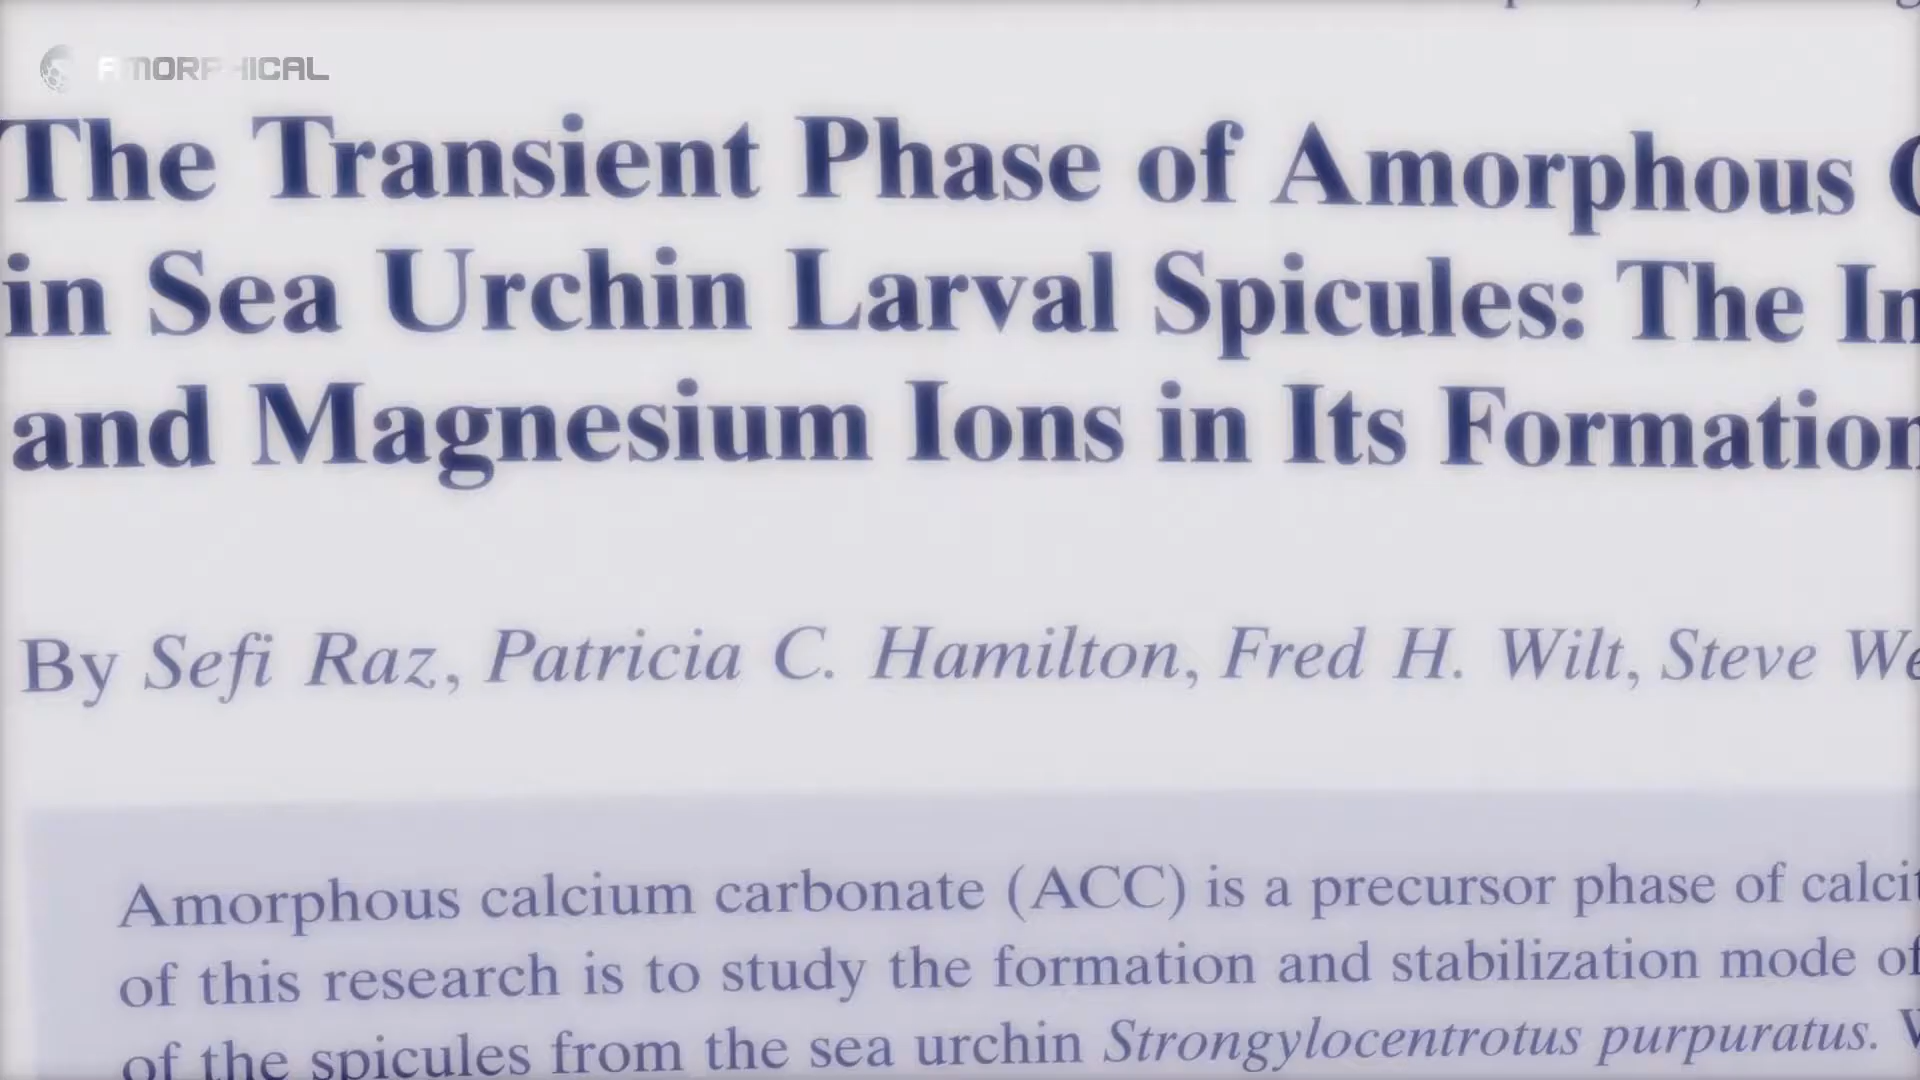 AMORPHICAL
The Transient Phase of Amorphous
in Sea Urchin Larval Spicules: The
and Magnesium Ions in Its Formation
By Sefi Raz, Patricia C. Hamilton, Fred H. Wilt, Steve
Amorphous calcium carbonate (ACC) is a precursor phase of
of this research is to study the formation and stabilization mode of
of the spicules from the sea urchin Strongylocentrotus purpuratus.